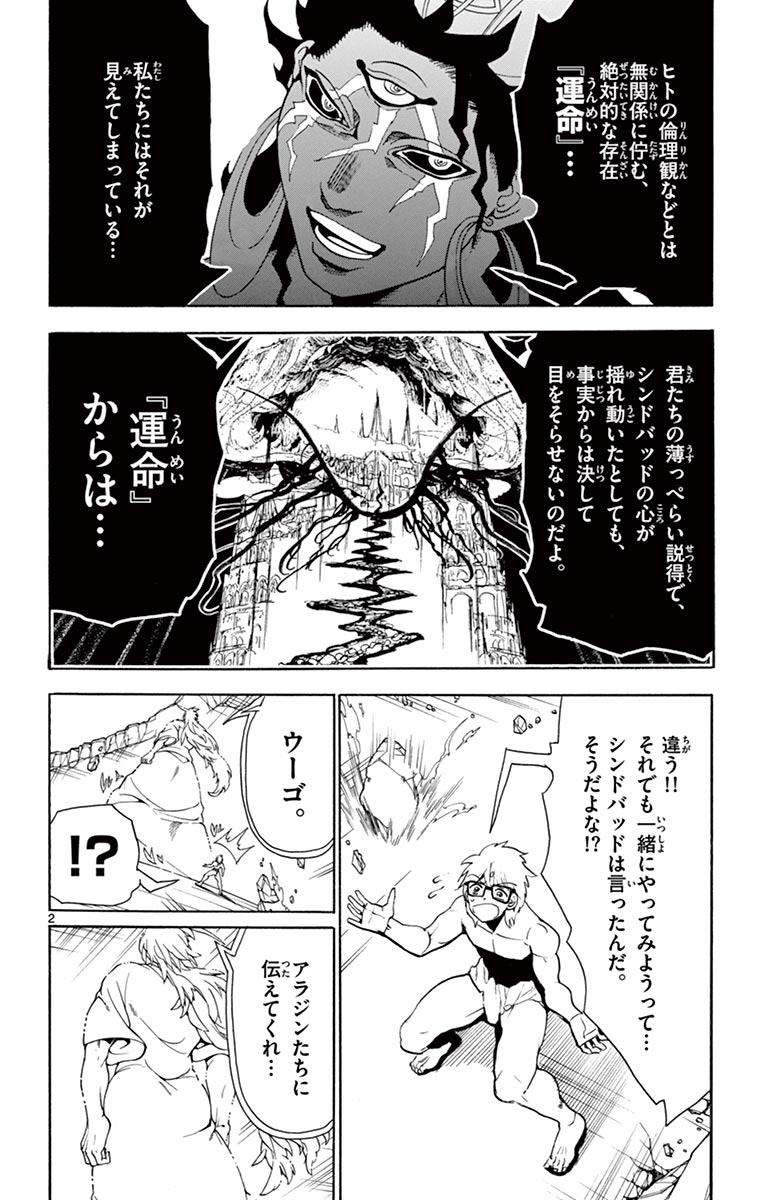 ヒトの倫理観などとは
無関係に佇む、
絶対的な存在
『運命』…
私たちにはそれが
見えてしまっている…
君たちの薄っぺらい説得で、
シンドバッドの心が
揺れ動いたとしても、
事実からは決して
目をそらせないのだよ。
『運命』
からは…
違う!!
それでも一緒にやってみようって…
シンドバッドは言ったんだ。
そうだよな!?
ウーゴ。
!?
2
アラジンたちに
伝えてくれ…